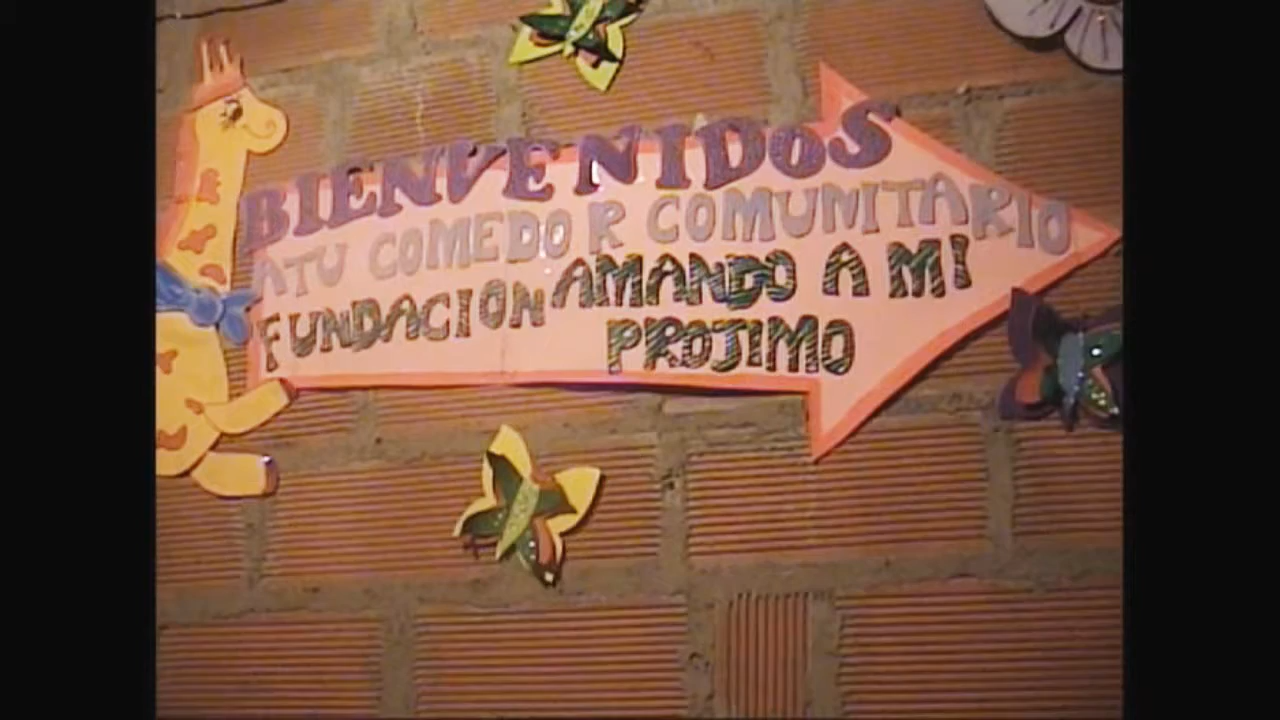 BIENVENIDOS
A TU COMEDOR COMUNITARIO
FUNDACION AMANDO A MI
PROJIMO